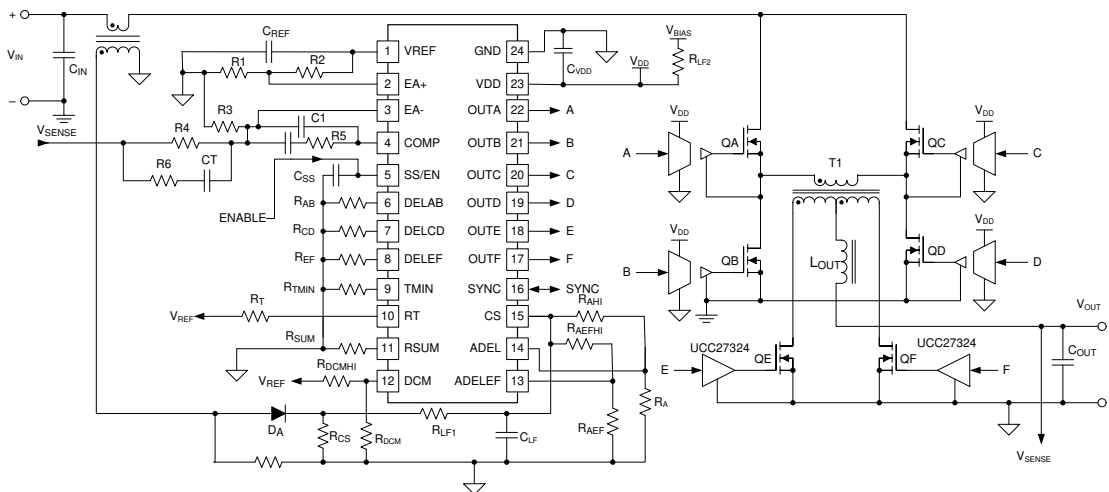 +
VIN
−
CIN
VSENSE
CREF
R1
R2
R3
C1
R4
R5
R6
CT
CSS
ENABLE
RAB
RCD
REF
RTMIN
RT
VREF
RSUM
RDCMHI
VREF
DA
RCS
RDCM
RLF1
CLF
1 VREF
2 EA+
3 EA-
4 COMP
5 SS/EN
6 DELAB
7 DELCD
8 DELEF
9 TMIN
10 RT
11 RSUM
12 DCM
GND 24
VDD 23
OUTA 22 A
OUTB 21 B
OUTC 20 C
OUTD 19 D
OUTE 18 E
OUTF 17 F
SYNC 16 SYNC
CS 15
ADEL 14
ADELEF 13
CVDD
VDD
VBIAS
RLF2
RAHI
RAEFHI
RA
RAEF
VDD
A
QA
VDD
B
QB
T1
LOUT
QC
VDD
C
QD
VDD
D
UCC27324
E
QE
QF
UCC27324
F
VOUT
COUT
VSENSE